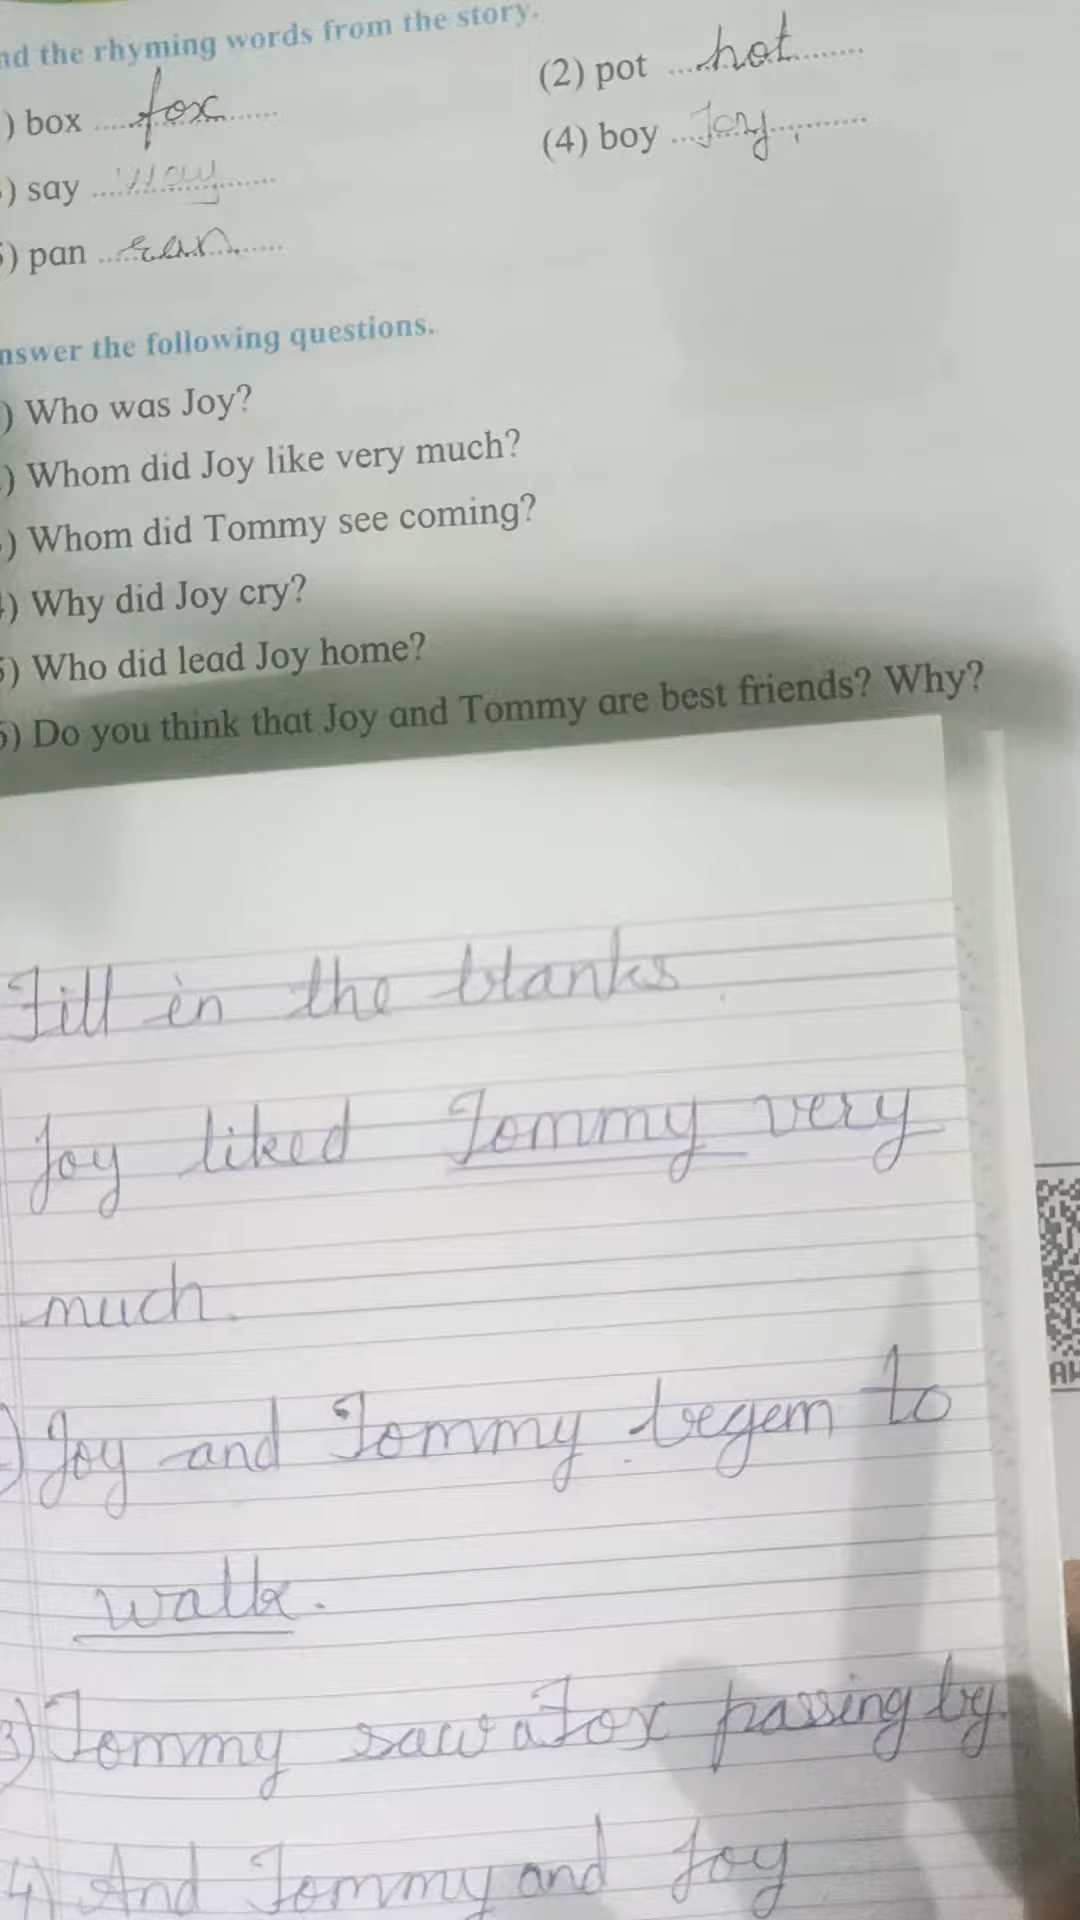 nd the rhyming words from the story.
) box ....fox....
(2) pot ....hot....
) say ....way....
(4) boy ....Joy....
) pan ....ran....
nswer the following questions.
) Who was Joy?
) Whom did Joy like very much?
) Whom did Tommy see coming?
) Why did Joy cry?
5) Who did lead Joy home?
6) Do you think that Joy and Tommy are best friends? Why?
Fill in the blanks
Joy liked Tommy very
much.
Joy and Tommy begem to
walk.
3) Tommy saw a Fox passing by
4) And Tommy and Joy